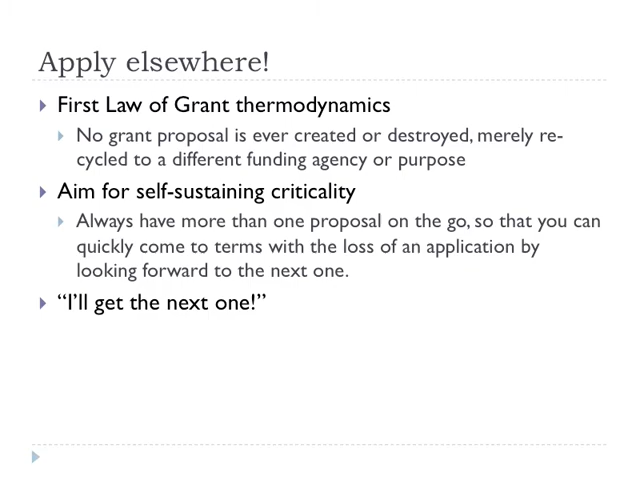 Apply elsewhere!
First Law of Grant thermodynamics
No grant proposal is ever created or destroyed, merely re-
cycled to a different funding agency or purpose
Aim for self-sustaining criticality
Always have more than one proposal on the go, so that you can
quickly come to terms with the loss of an application by
looking forward to the next one.
“I’ll get the next one!”